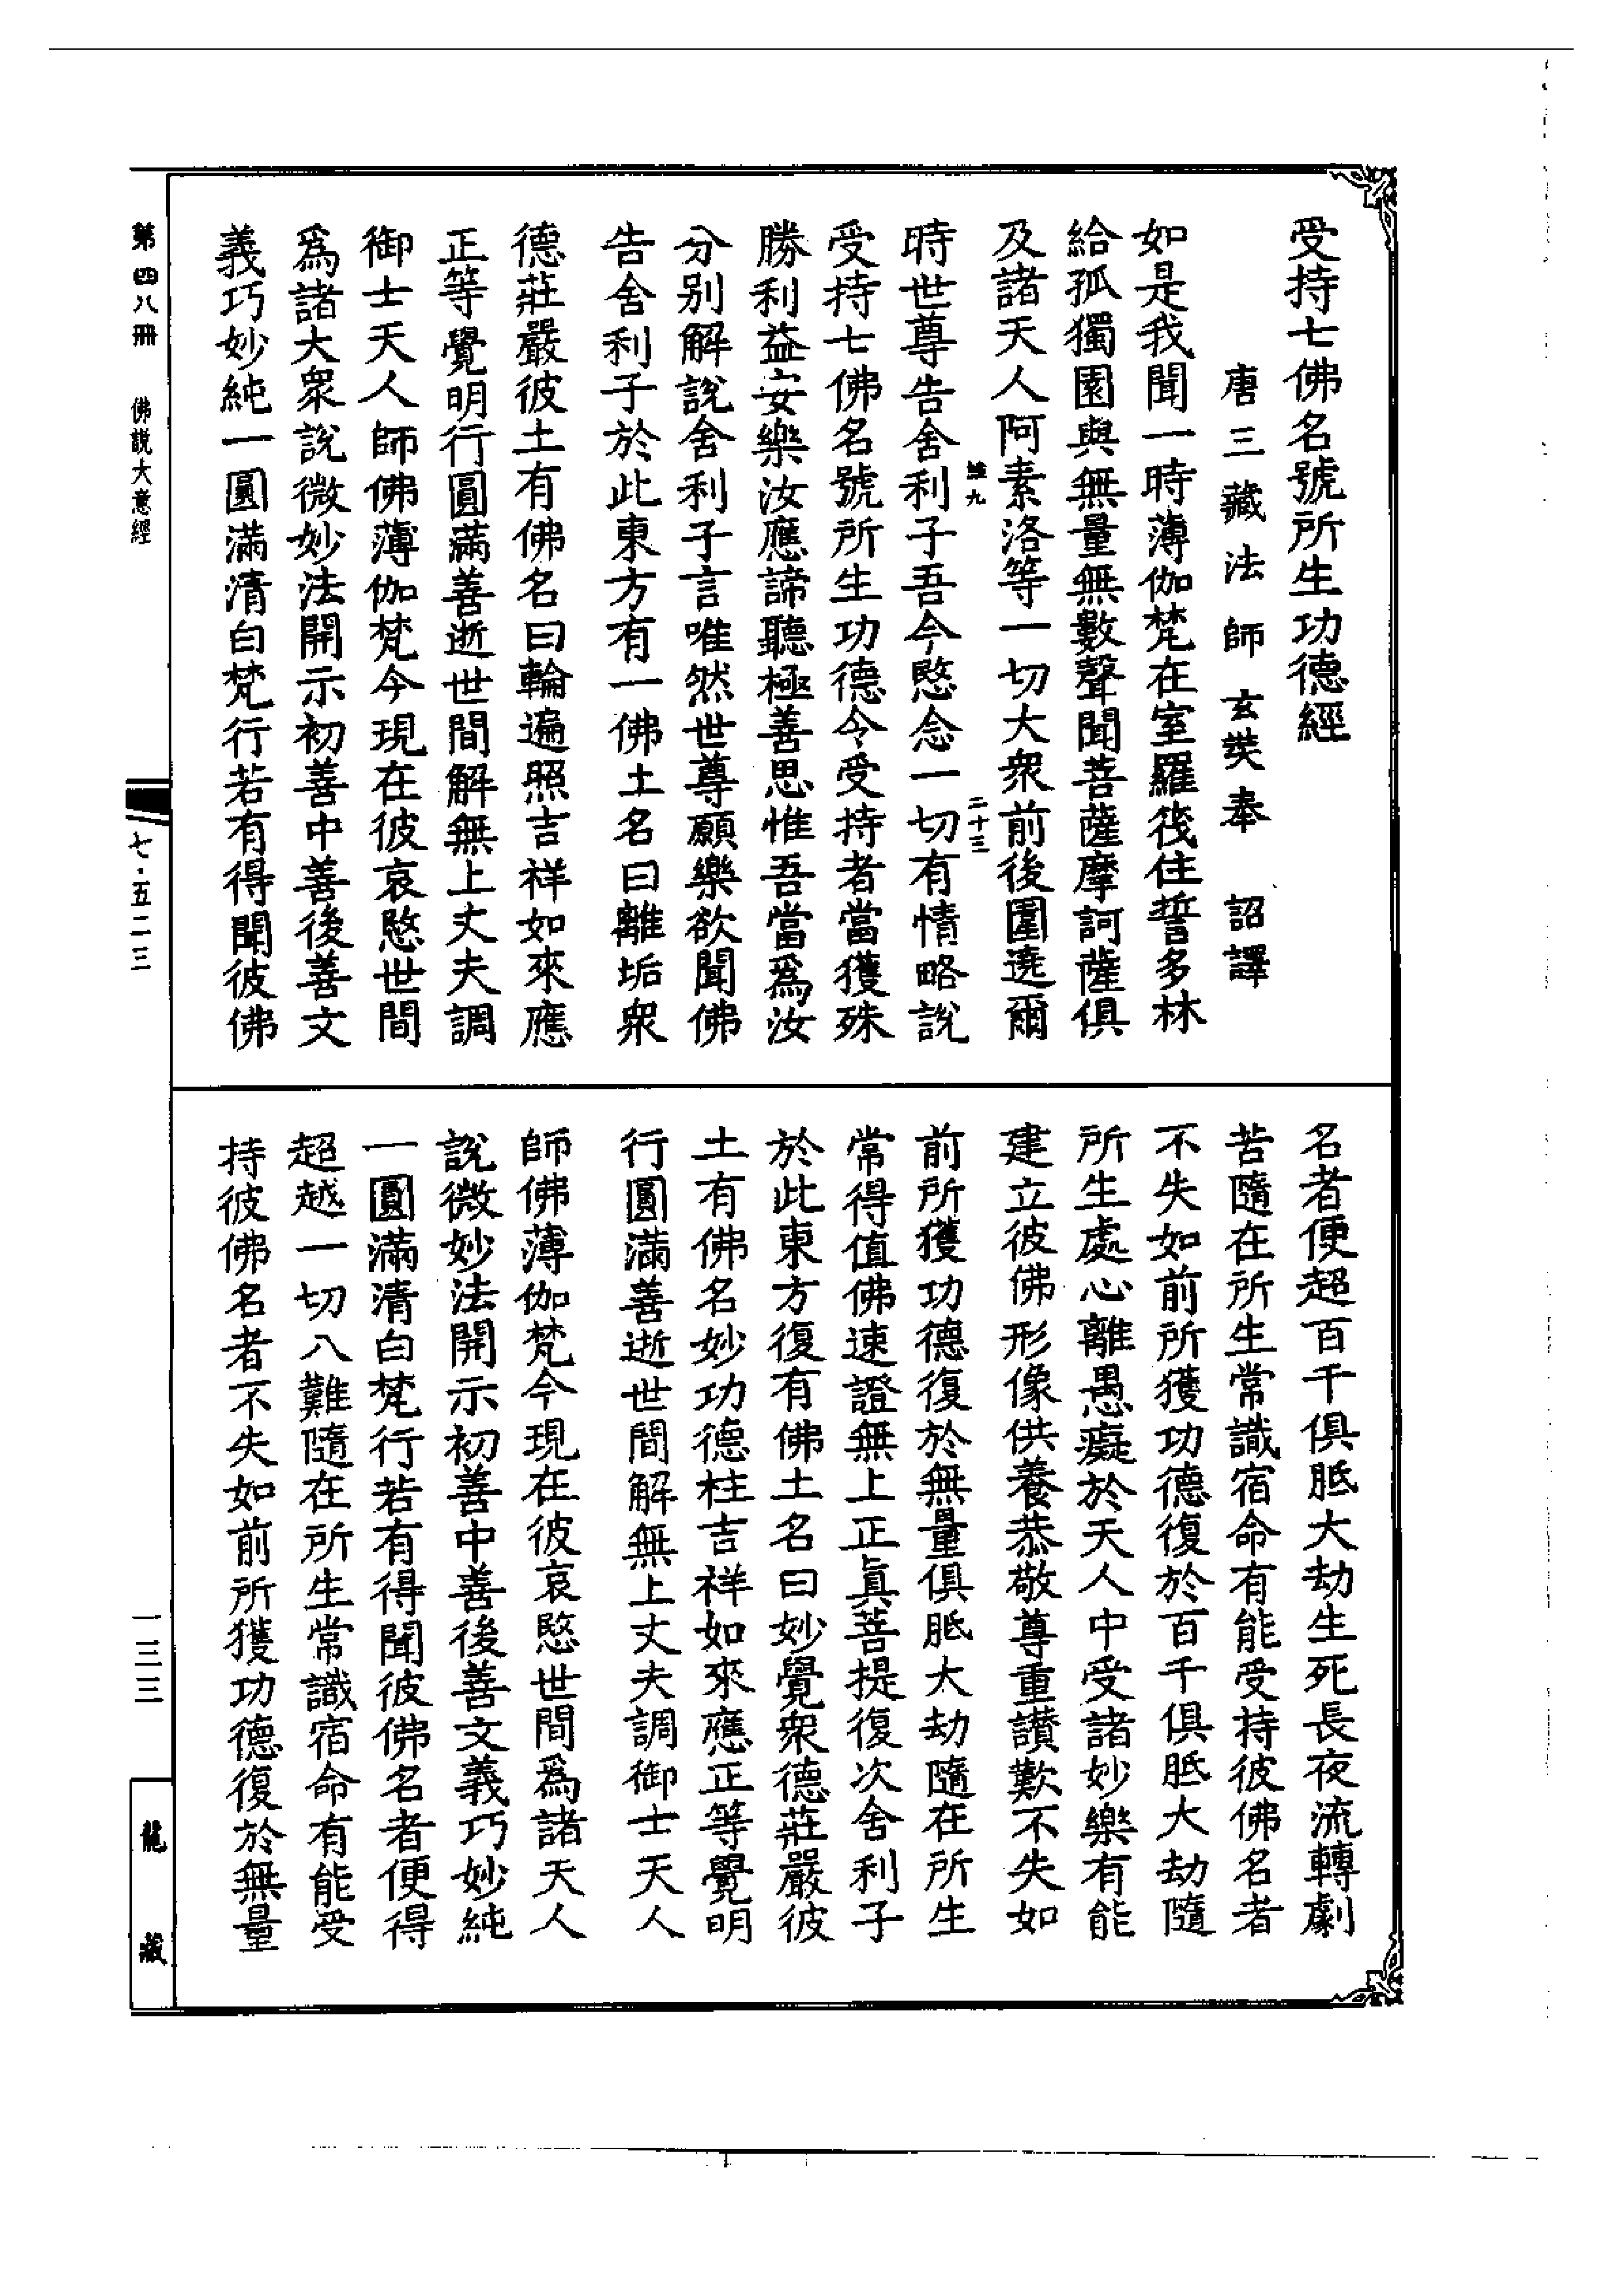 受持七佛名號所生功德經
唐三藏法師玄奘奉　詔譯
如是我聞一時薄伽梵在室羅筏住誓多林
給孤獨園與無量無數聲聞菩薩摩訶薩俱
及諸天人阿素洛等一切大衆前後圍遶爾
二十三
時世尊告舍利子吾今愍念一切有情略說
受持七佛名號所生功德令受持者當獲殊
勝利益安樂汝應諦聽極善思惟吾當爲汝
分别解說舍利子言唯然世尊願樂欲聞佛
告舍利子於此東方有一佛土名曰離垢衆
德莊嚴彼土有佛名曰輪遍照吉祥如來應
正等覺明行圓滿善逝世間解無上丈夫調
御士天人師佛薄伽梵今現在彼哀愍世間
爲諸大衆說微妙法開示初善中善後善文
義巧妙純一圓滿清白梵行若有得聞彼佛
名者便超百千俱胝大劫生死長夜流轉劇
苦隨在所生常識宿命有能受持彼佛名者
不失如前所獲功德復於百千俱胝大劫隨
所生處心離愚癡於天人中受諸妙樂有能
建立彼佛形像供養恭敬尊重讃歎不失如
前所獲功德復於無量俱胝大劫隨在所生
常得值佛速證無上正眞菩提復次舍利子
於此東方復有佛土名曰妙覺衆德莊嚴彼
土有佛名妙功德柱吉祥如來應正等覺明
行圓滿善逝世間解無上丈夫調御士天人
師佛薄伽梵今現在彼哀愍世間爲諸天人
說微妙法開示初善中善後善文義巧妙純
一圓滿清白梵行若有得聞彼佛名者便得
超越一切八難隨在所生常識宿命有能受
持彼佛名者不失如前所獲功德復於無量
第四八冊　佛說大意經
七·五二三
一三三
龍藏